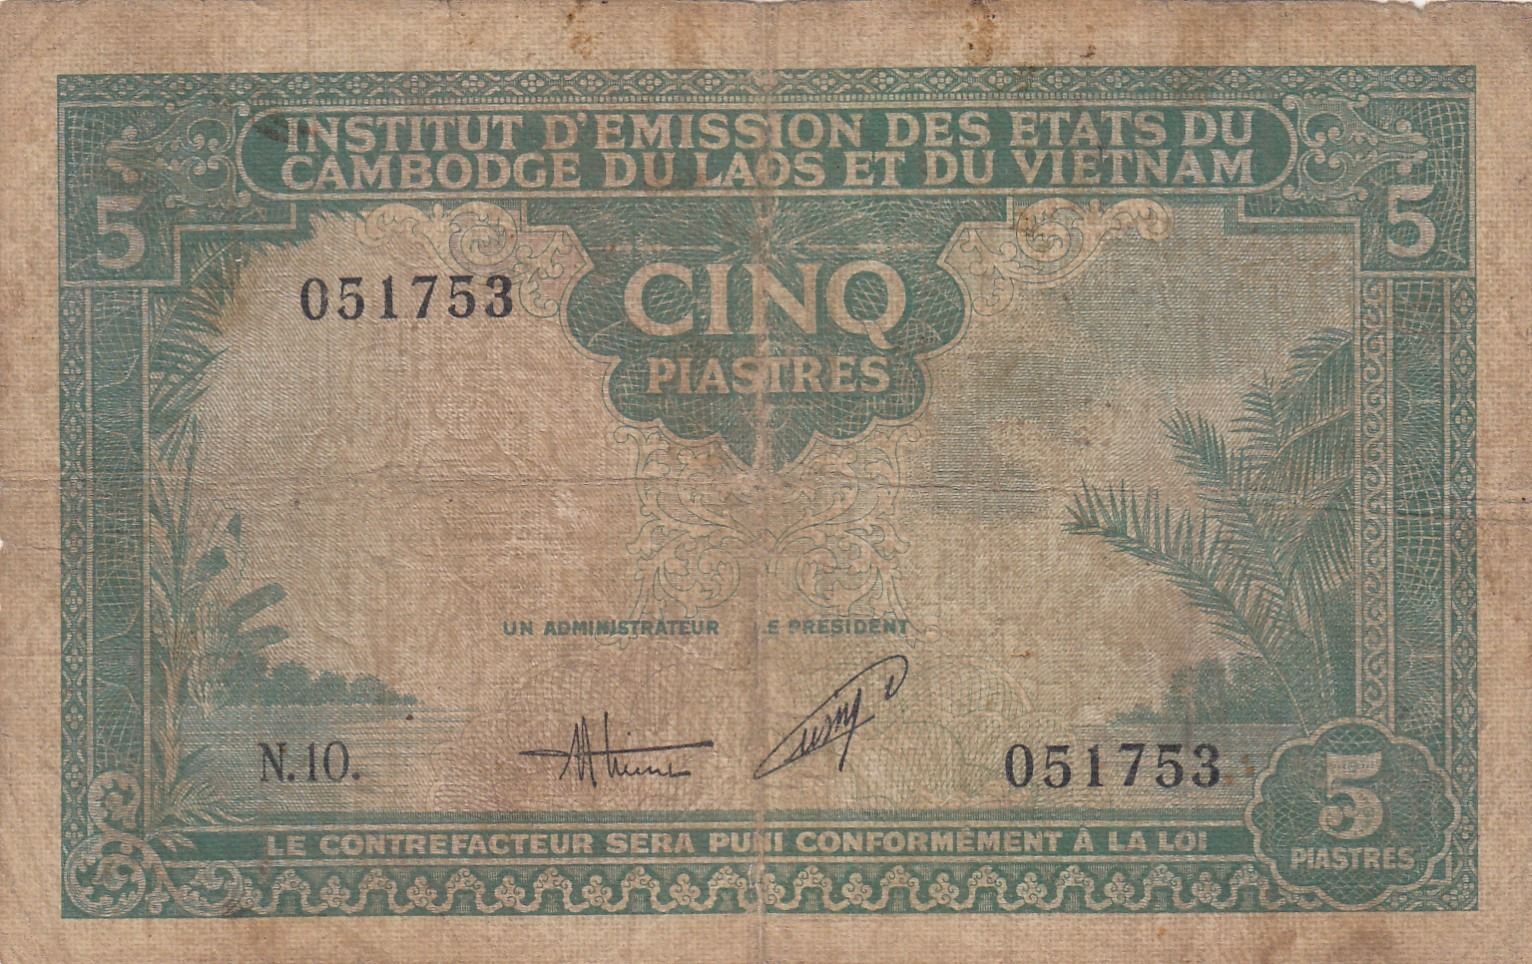 INSTITUT D'EMISSION DES ETATS DU
CAMBODGE DU LAOS ET DU VIETNAM
5
5
051753
CINQ
PIASTRES
UN ADMINISTRATEUR LE PRESIDENT
N.10.
051753
5
PIASTRES
LE CONTREFACTEUR SERA PUNI CONFORMÉMENT À LA LOI